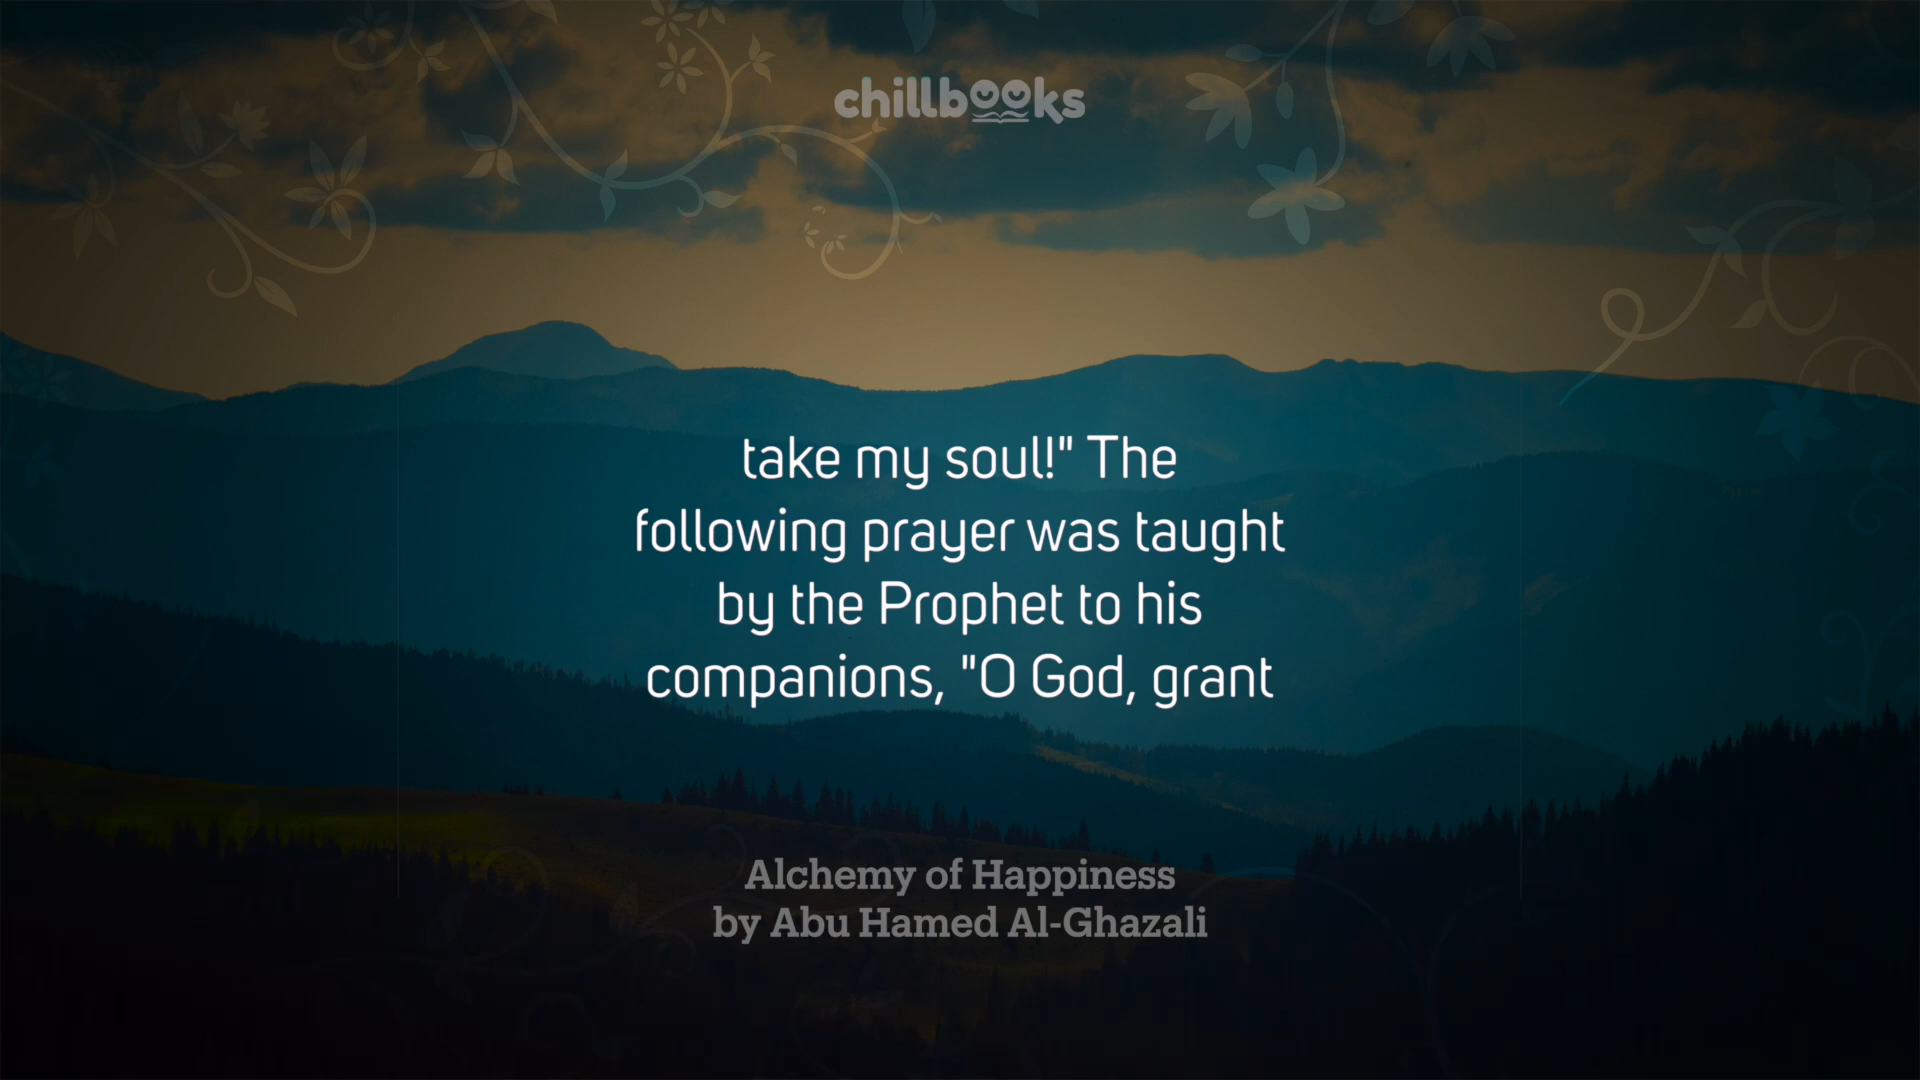 chillbooks
take my soul!" The
following prayer was taught
by the Prophet to his
companions, "O God, grant
Alchemy of Happiness
by Abu Hamed Al-Ghazali